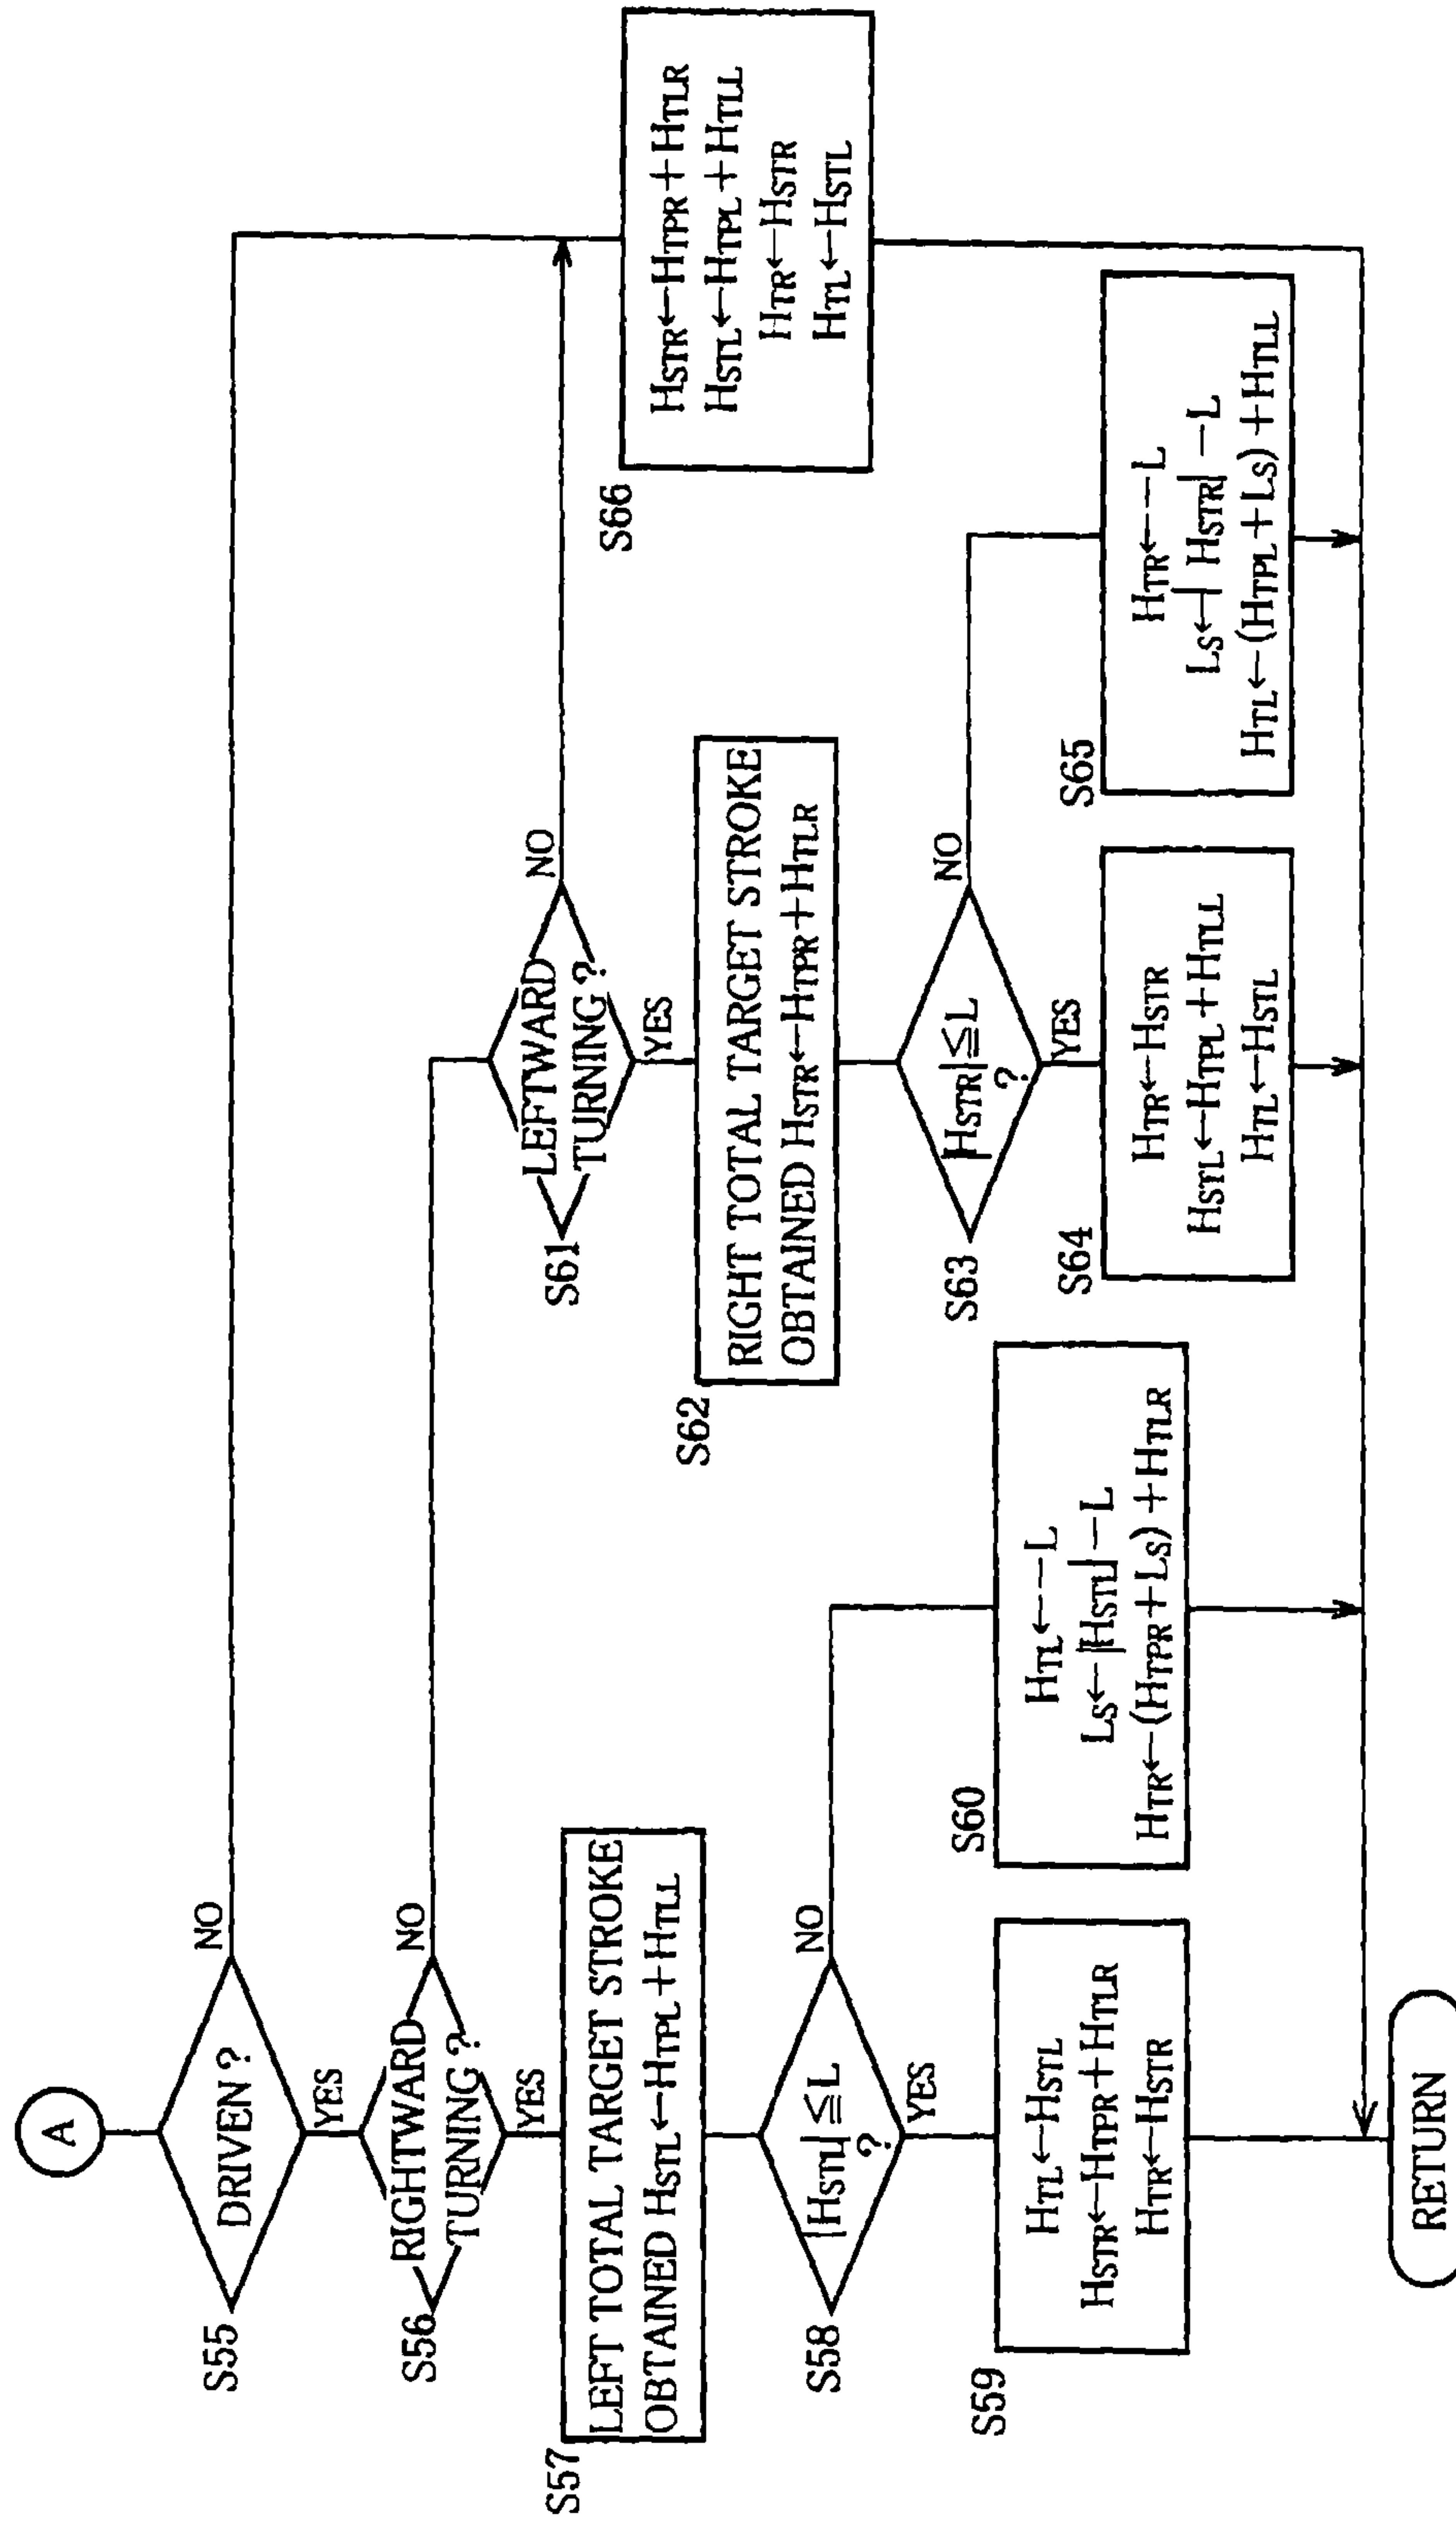 A
S55
DRIVEN ?
NO
YES
S56
RIGHTWARD
TURNING ?
NO
YES
S57
LEFT TOTAL TARGET STROKE
OBTAINED HSTL←HTPL+HTLL
S58
|HSTL|≦L
?
NO
YES
S59
HTL←HSTL
HSTR←HTPR+HTLR
HTR←HSTR
S60
HTL←-L
LS←|HSTL|-L
HTR←(HTPR+LS)+HTLR
S61
LEFTWARD
TURNING ?
NO
YES
S62
RIGHT TOTAL TARGET STROKE
OBTAINED HSTR←HTPR+HTLR
S63
|HSTR|≦L
?
NO
YES
S64
HTR←HSTR
HSTL←HTPL+HTLL
HTL←HSTL
S65
HTR←-L
LS←|HSTR|-L
HTL←(HTPL+LS)+HTLL
S66
HSTR←HTPR+HTLR
HSTL←HTPL+HTLL
HTR←HSTR
HTL←HSTL
RETURN